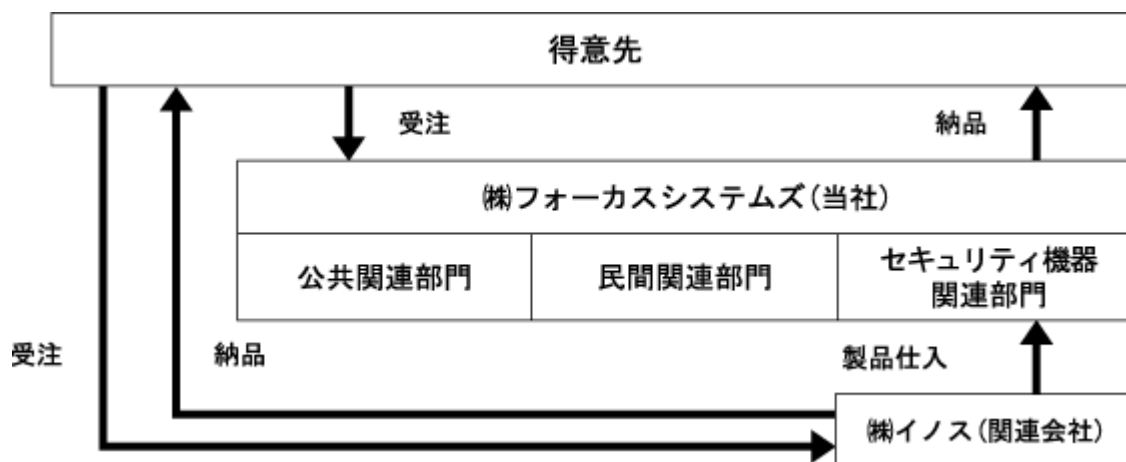 得意先
受注
納品
㈱フォーカスシステムズ(当社)
公共関連部門
民間関連部門
セキュリティ機器
関連部門
受注
納品
製品仕入
㈱イノス(関連会社)